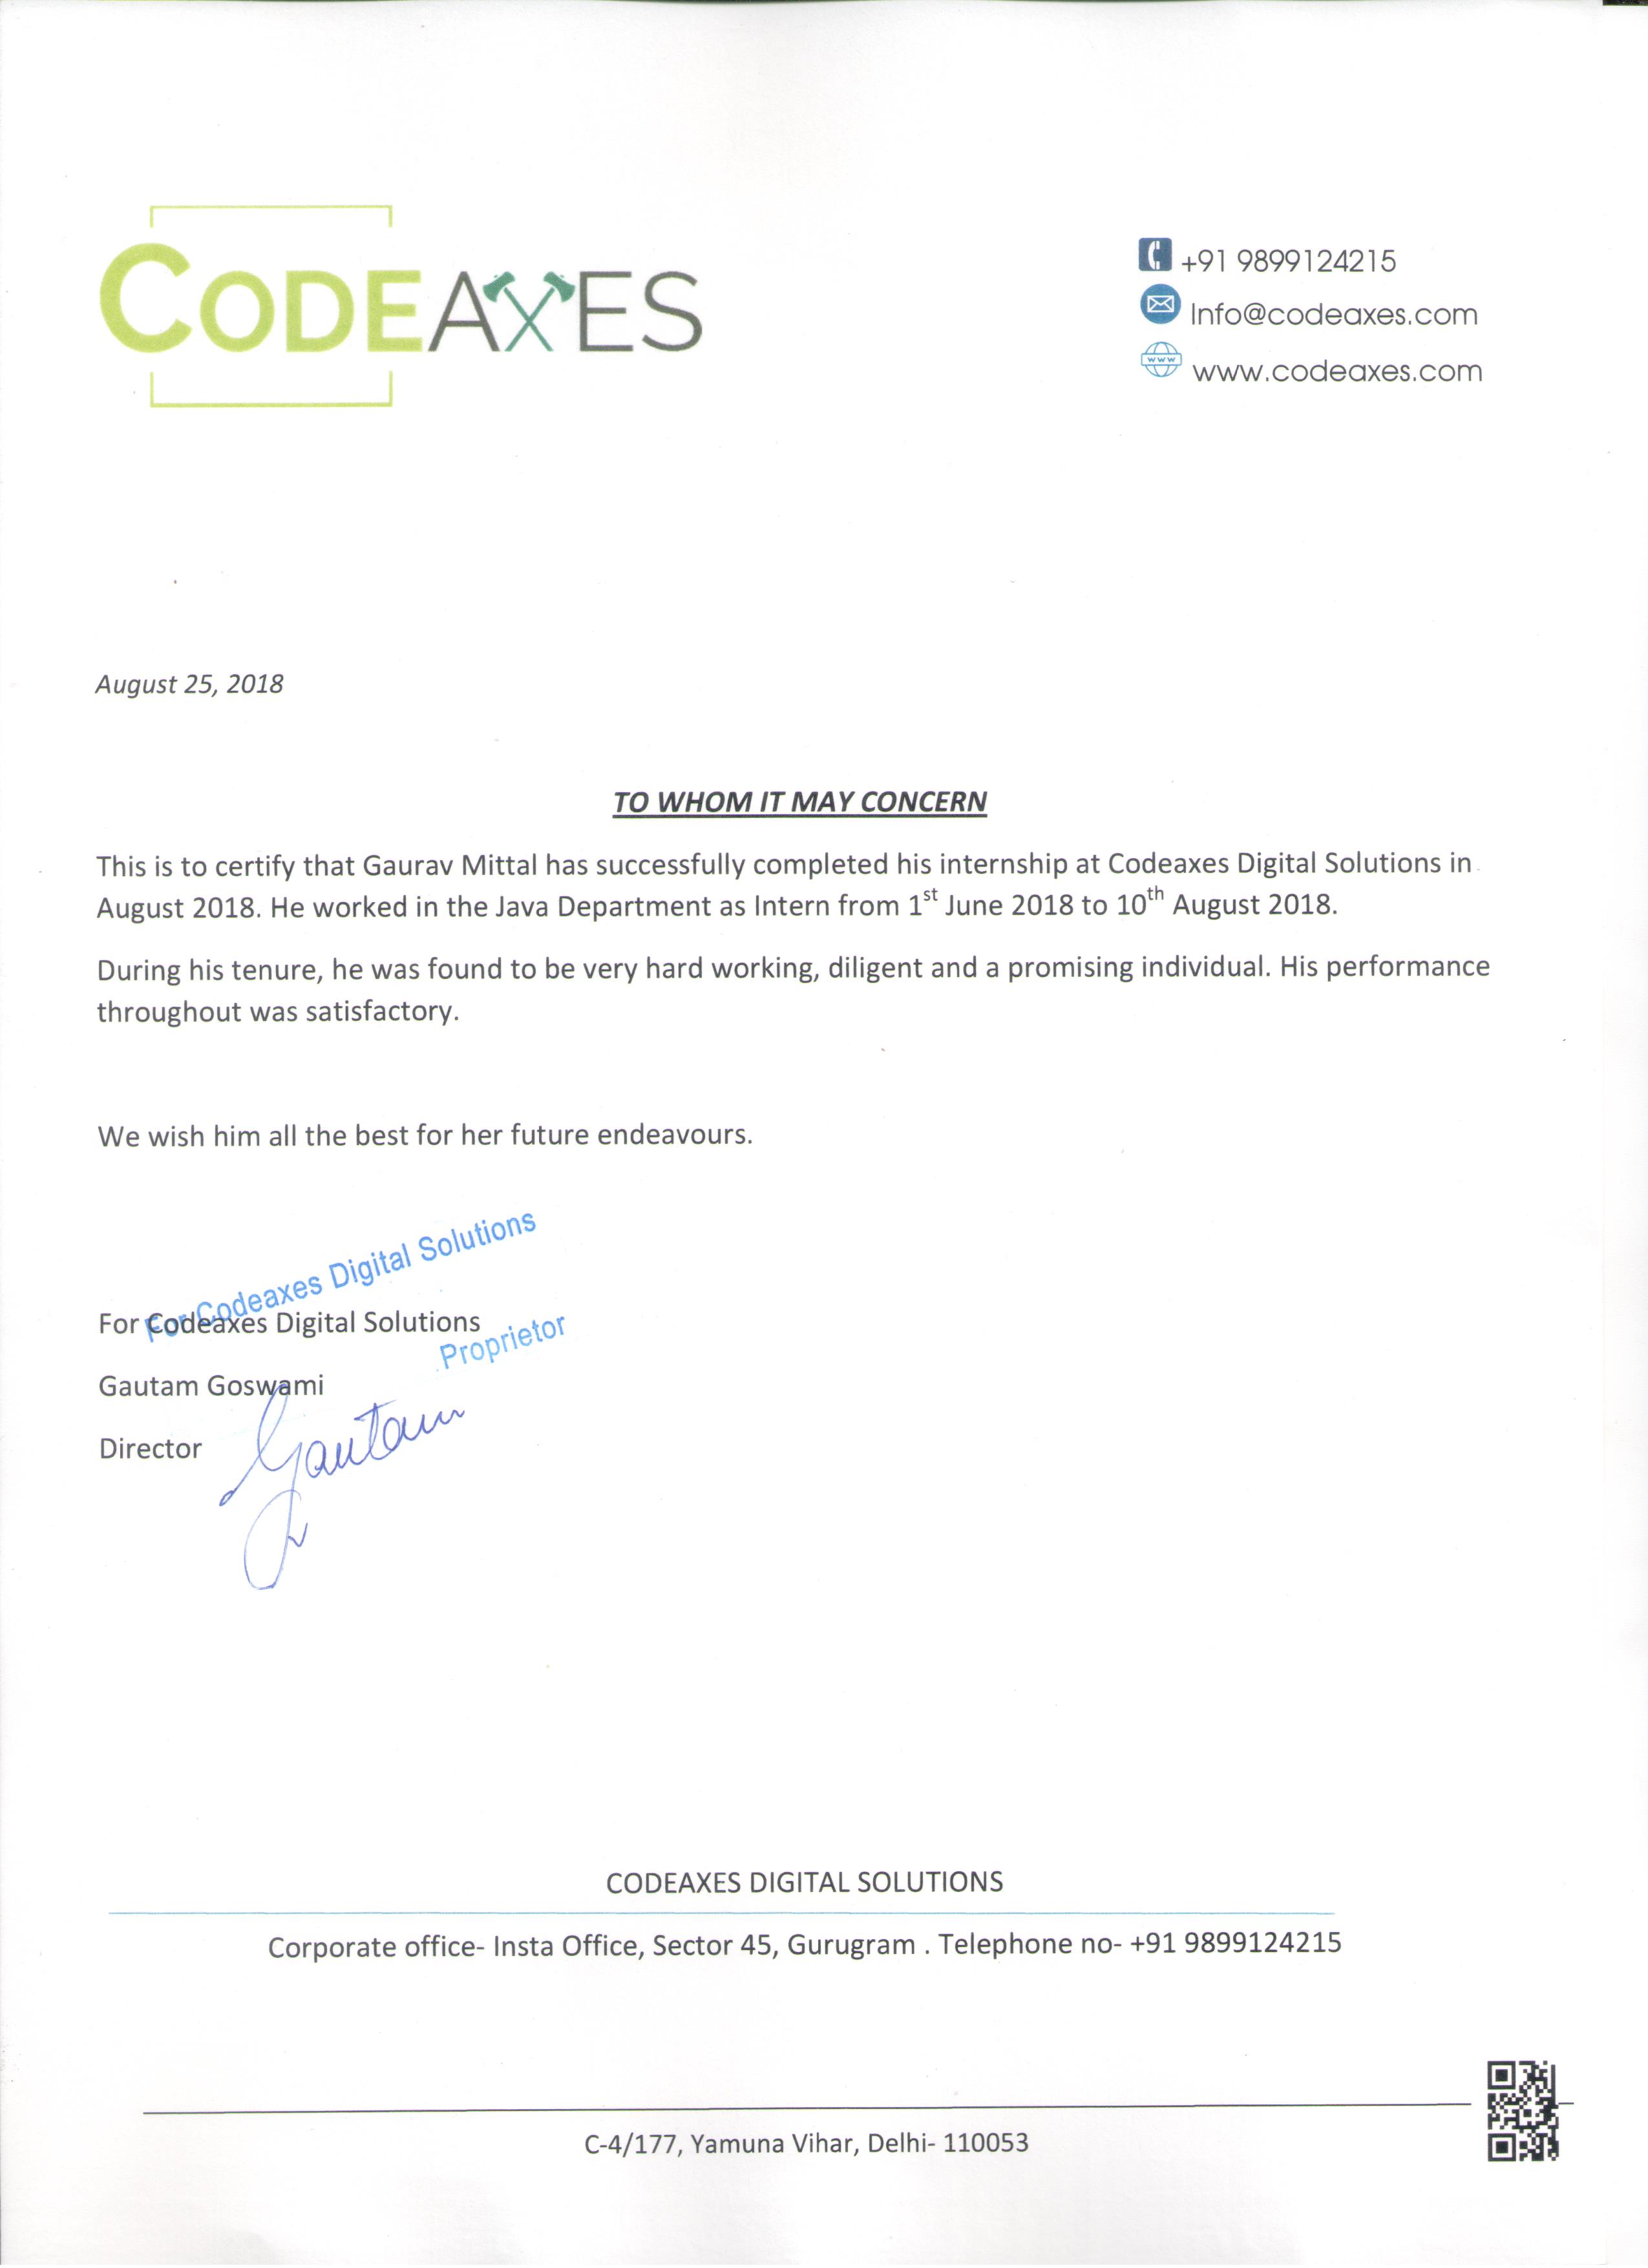 CODEAXES
+91 9899124215
Info@codeaxes.com
www
www.codeaxes.com
August 25, 2018
TO WHOM IT MAY CONCERN
This is to certify that Gaurav Mittal has successfully completed his internship at Codeaxes Digital Solutions in
August 2018. He worked in the Java Department as Intern from 1st June 2018 to 10th August 2018.
During his tenure, he was found to be very hard working, diligent and a promising individual. His performance
throughout was satisfactory.
We wish him all the best for her future endeavours.
For Codeaxes Digital Solutions
For Codeaxes Digital Solutions
Proprietor
Gautam Goswami
Director
Gautam
CODEAXES DIGITAL SOLUTIONS
Corporate office- Insta Office, Sector 45, Gurugram . Telephone no- +91 9899124215
C-4/177, Yamuna Vihar, Delhi- 110053